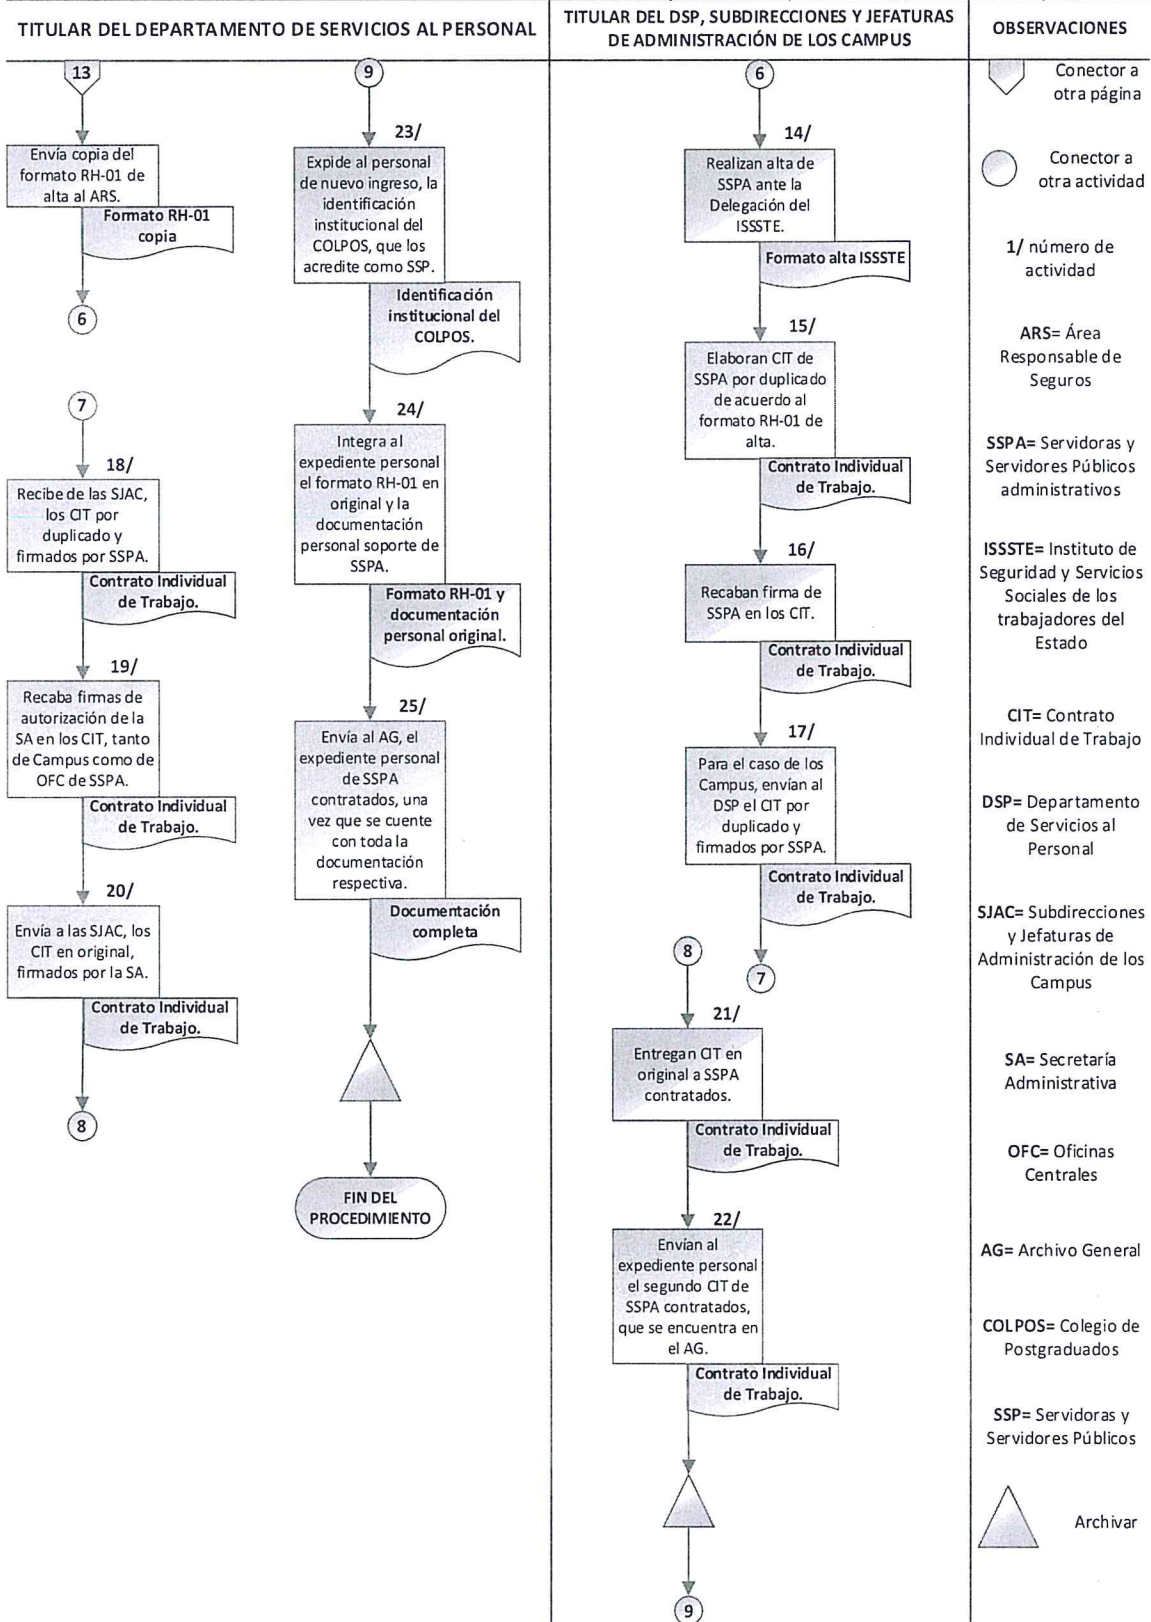 TITULAR DEL DEPARTAMENTO DE SERVICIOS AL PERSONAL
13
Envía copia del
formato RH-01 de
alta al ARS.
Formato RH-01
copia
6
7
18/
Recibe de las SJAC,
los CIT por
duplicado y
firmados por SSPA.
Contrato Individual
de Trabajo.
19/
Recaba firmas de
autorización de la
SA en los CIT, tanto
de Campus como de
OFC de SSPA.
Contrato Individual
de Trabajo.
20/
Envía a las SJAC, los
CIT en original,
firmados por la SA.
Contrato Individual
de Trabajo.
8
9
23/
Expide al personal
de nuevo ingreso, la
identificación
institucional del
COLPOS, que los
acredite como SSP.
Identificación
institucional del
COLPOS.
24/
Integra al
expediente personal
el formato RH-01 en
original y la
documentación
personal soporte de
SSPA.
Formato RH-01 y
documentación
personal original.
25/
Envía al AG, el
expediente personal
de SSPA
contratados, una
vez que se cuente
con toda la
documentación
respectiva.
Documentación
completa
FIN DEL
PROCEDIMIENTO
TITULAR DEL DSP, SUBDIRECCIONES Y JEFATURAS
DE ADMINISTRACIÓN DE LOS CAMPUS
6
14/
Realizan alta de
SSPA ante la
Delegación del
ISSSTE.
Formato alta ISSSTE
15/
Elaboran CIT de
SSPA por duplicado
de acuerdo al
formato RH-01 de
alta.
Contrato Individual
de Trabajo.
16/
Recaban firma de
SSPA en los CIT.
Contrato Individual
de Trabajo.
17/
Para el caso de los
Campus, envían al
DSP el CIT por
duplicado y
firmados por SSPA.
Contrato Individual
de Trabajo.
7
8
21/
Entregan CIT en
original a SSPA
contratados.
Contrato Individual
de Trabajo.
22/
Envían al
expediente personal
el segundo CIT de
SSPA contratados,
que se encuentra en
el AG.
Contrato Individual
de Trabajo.
9
OBSERVACIONES
Conector a
otra página
Conector a
otra actividad
1/ número de
actividad
ARS= Área
Responsable de
Seguros
SSPA= Servidoras y
Servidores Públicos
administrativos
ISSSTE= Instituto de
Seguridad y Servicios
Sociales de los
trabajadores del
Estado
CIT= Contrato
Individual de Trabajo
DSP= Departamento
de Servicios al
Personal
SJAC= Subdirecciones
y Jefaturas de
Administración de los
Campus
SA= Secretaría
Administrativa
OFC= Oficinas
Centrales
AG= Archivo General
COLPOS= Colegio de
Postgraduados
SSP= Servidoras y
Servidores Públicos
Archivar